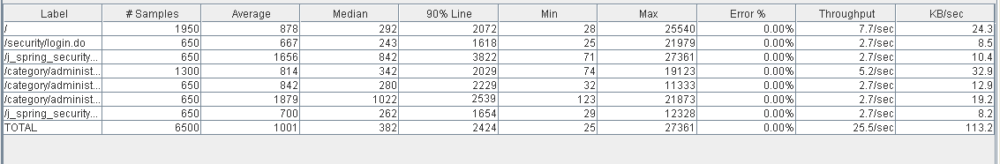 Label # Samples Average Median 90% Line Min Max Error % Throughput KB/sec
/ 1950 878 292 2072 28 25540 0.00% 7.7/sec 24.3
/security/login.do 650 667 243 1618 25 21979 0.00% 2.7/sec 8.5
/j_spring_security... 650 1656 842 3822 71 27361 0.00% 2.7/sec 10.4
/category/administ... 1300 814 342 2029 74 19123 0.00% 5.2/sec 32.9
/category/administ... 650 842 280 2229 32 11333 0.00% 2.7/sec 12.9
/category/administ... 650 1879 1022 2539 123 21873 0.00% 2.7/sec 19.2
/j_spring_security... 650 700 262 1654 29 12328 0.00% 2.7/sec 8.2
TOTAL 6500 1001 382 2424 25 27361 0.00% 25.5/sec 113.2